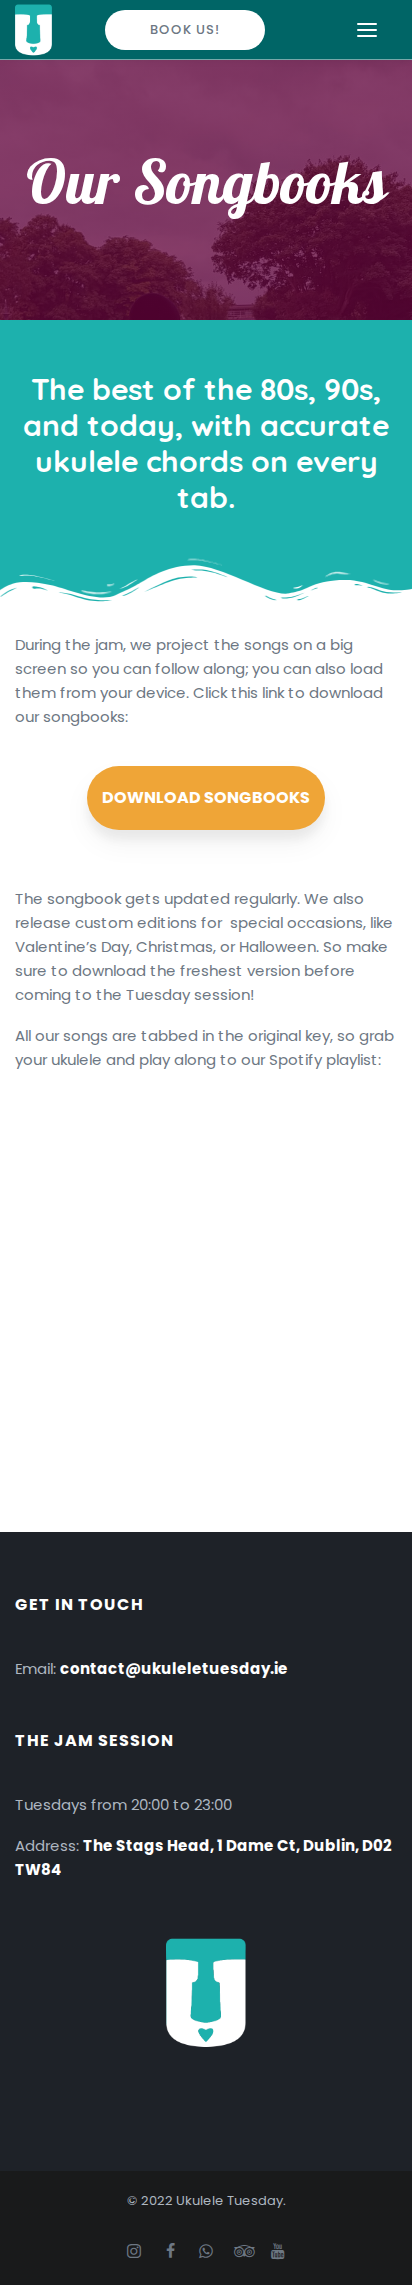 BOOK US!
Our Songbooks
The best of the 80s, 90s,
and today, with accurate
ukulele chords on every
tab.
During the jam, we project the songs on a big
screen so you can follow along; you can also load
them from your device. Click this link to download
our songbooks:
DOWNLOAD SONGBOOKS
The songbook gets updated regularly. We also
release custom editions for  special occasions, like
Valentine’s Day, Christmas, or Halloween. So make
sure to download the freshest version before
coming to the Tuesday session!
All our songs are tabbed in the original key, so grab
your ukulele and play along to our Spotify playlist:
GET IN TOUCH
Email: contact@ukuleletuesday.ie
THE JAM SESSION
Tuesdays from 20:00 to 23:00
Address: The Stags Head, 1 Dame Ct, Dublin, D02
TW84
© 2022 Ukulele Tuesday.
You
Tube